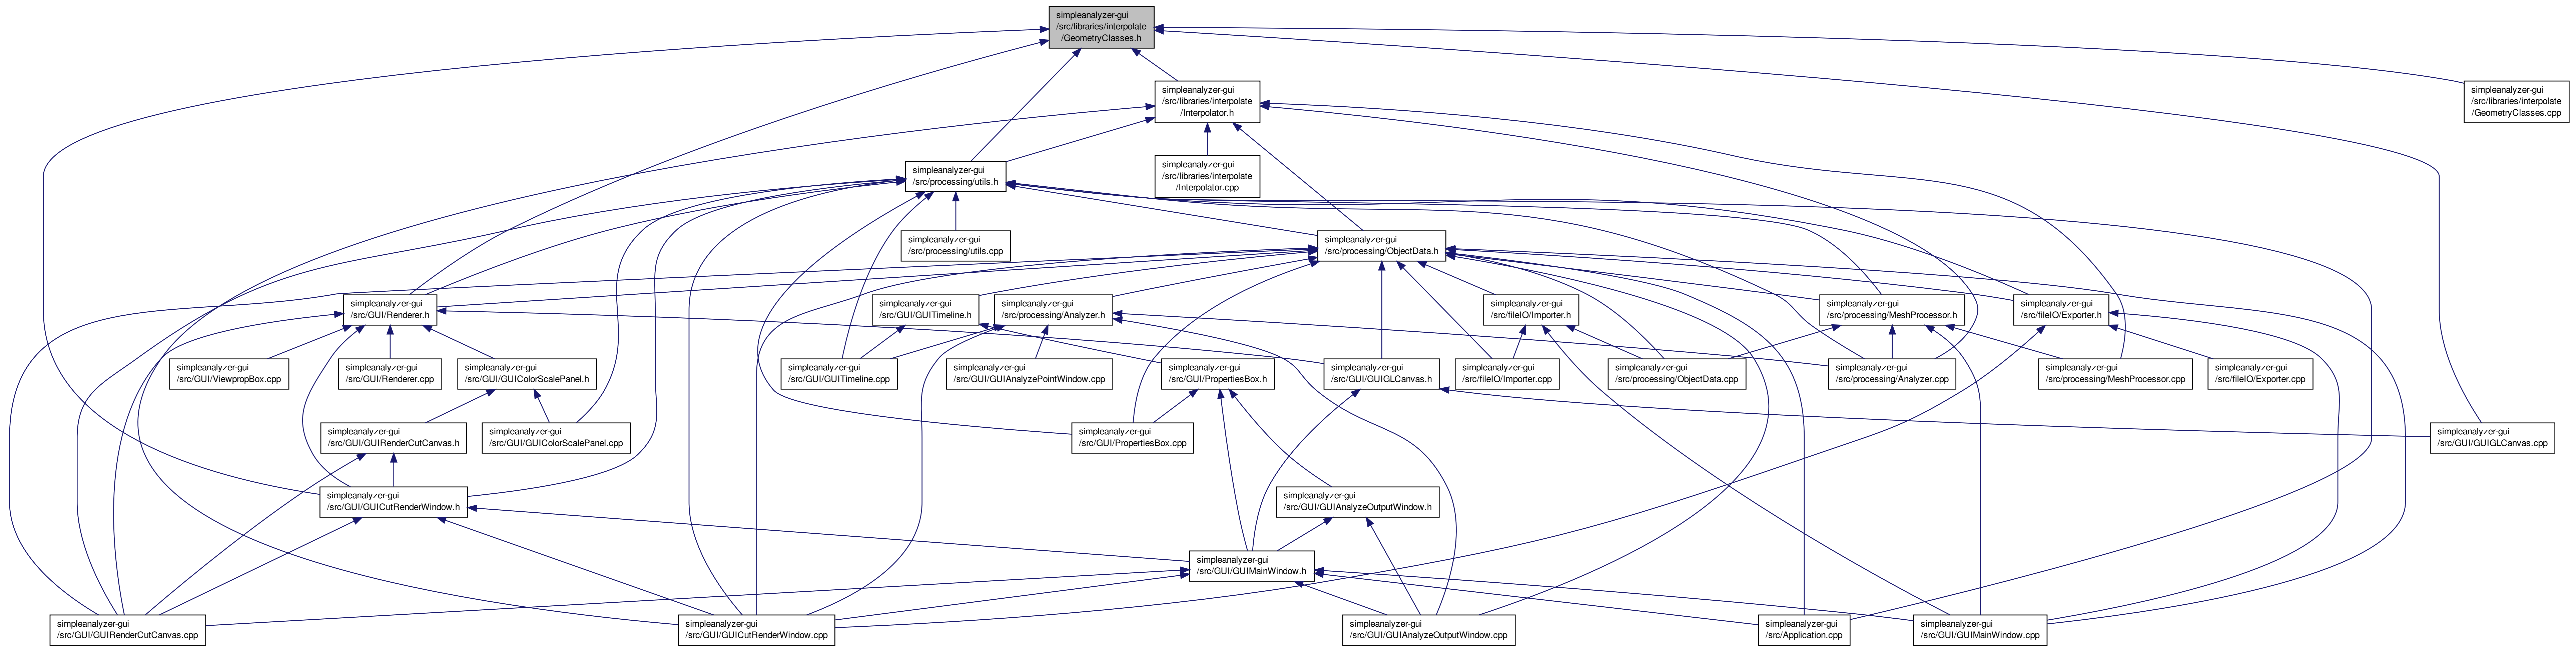 simpleanalyzer-gui
/src/libraries/interpolate
/GeometryClasses.h
simpleanalyzer-gui
/src/libraries/interpolate
/Interpolator.h
simpleanalyzer-gui
/src/libraries/interpolate
/GeometryClasses.cpp
simpleanalyzer-gui
/src/processing/utils.h
simpleanalyzer-gui
/src/libraries/interpolate
/Interpolator.cpp
simpleanalyzer-gui
/src/processing/utils.cpp
simpleanalyzer-gui
/src/processing/ObjectData.h
simpleanalyzer-gui
/src/GUI/Renderer.h
simpleanalyzer-gui
/src/GUI/GUITimeline.h
simpleanalyzer-gui
/src/processing/Analyzer.h
simpleanalyzer-gui
/src/fileIO/Importer.h
simpleanalyzer-gui
/src/processing/MeshProcessor.h
simpleanalyzer-gui
/src/fileIO/Exporter.h
simpleanalyzer-gui
/src/GUI/ViewpropBox.cpp
simpleanalyzer-gui
/src/GUI/Renderer.cpp
simpleanalyzer-gui
/src/GUI/GUIColorScalePanel.h
simpleanalyzer-gui
/src/GUI/GUITimeline.cpp
simpleanalyzer-gui
/src/GUI/GUIAnalyzePointWindow.cpp
simpleanalyzer-gui
/src/GUI/PropertiesBox.h
simpleanalyzer-gui
/src/GUI/GUIGLCanvas.h
simpleanalyzer-gui
/src/fileIO/Importer.cpp
simpleanalyzer-gui
/src/processing/ObjectData.cpp
simpleanalyzer-gui
/src/processing/Analyzer.cpp
simpleanalyzer-gui
/src/processing/MeshProcessor.cpp
simpleanalyzer-gui
/src/fileIO/Exporter.cpp
simpleanalyzer-gui
/src/GUI/GUIRenderCutCanvas.h
simpleanalyzer-gui
/src/GUI/GUIColorScalePanel.cpp
simpleanalyzer-gui
/src/GUI/PropertiesBox.cpp
simpleanalyzer-gui
/src/GUI/GUIGLCanvas.cpp
simpleanalyzer-gui
/src/GUI/GUICutRenderWindow.h
simpleanalyzer-gui
/src/GUI/GUIAnalyzeOutputWindow.h
simpleanalyzer-gui
/src/GUI/GUIMainWindow.h
simpleanalyzer-gui
/src/GUI/GUIRenderCutCanvas.cpp
simpleanalyzer-gui
/src/GUI/GUICutRenderWindow.cpp
simpleanalyzer-gui
/src/GUI/GUIAnalyzeOutputWindow.cpp
simpleanalyzer-gui
/src/Application.cpp
simpleanalyzer-gui
/src/GUI/GUIMainWindow.cpp